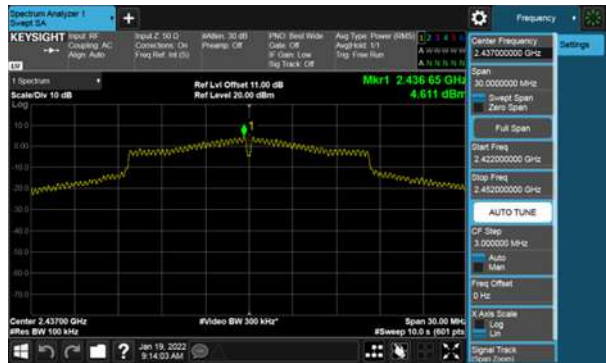 Spectrum Analyzer 1
Swept SA
+
Frequency
KEYSIGHT
Input: RF
Coupling: AC
Align: Auto
Input Z: 50 Ω
Corrections: On
Freq Ref: Int (S)
#Atten: 30 dB
Preamp: Off
PNO: Best Wide
Gate: Off
IF Gain: Low
Sig Track: Off
Avg Type: Power (RMS)
Avg|Hold: 1/1
Trig: Free Run
1 2 3 4 5 6
A W W W W W
A N N N N N
LW
1 Spectrum
Scale/Div 10 dB
Ref Lvl Offset 11.00 dB
Ref Level 20.00 dBm
Mkr1 2.436 65 GHz
4.611 dBm
Log
10.0
0.00
-10.0
-20.0
-30.0
-40.0
-50.0
-60.0
-70.0
1
Center 2.43700 GHz
#Res BW 100 kHz
#Video BW 300 kHz*
Span 30.00 MHz
#Sweep 10.0 s (601 pts)
Jan 19, 2022
9:14:03 AM
Center Frequency
2.437000000 GHz
Settings
Span
30.0000000 MHz
Swept Span
Zero Span
Full Span
Start Freq
2.422000000 GHz
Stop Freq
2.452000000 GHz
AUTO TUNE
CF Step
3.000000 MHz
Auto
Man
Freq Offset
0 Hz
X Axis Scale
Log
Lin
Signal Track
(Span Zoom)